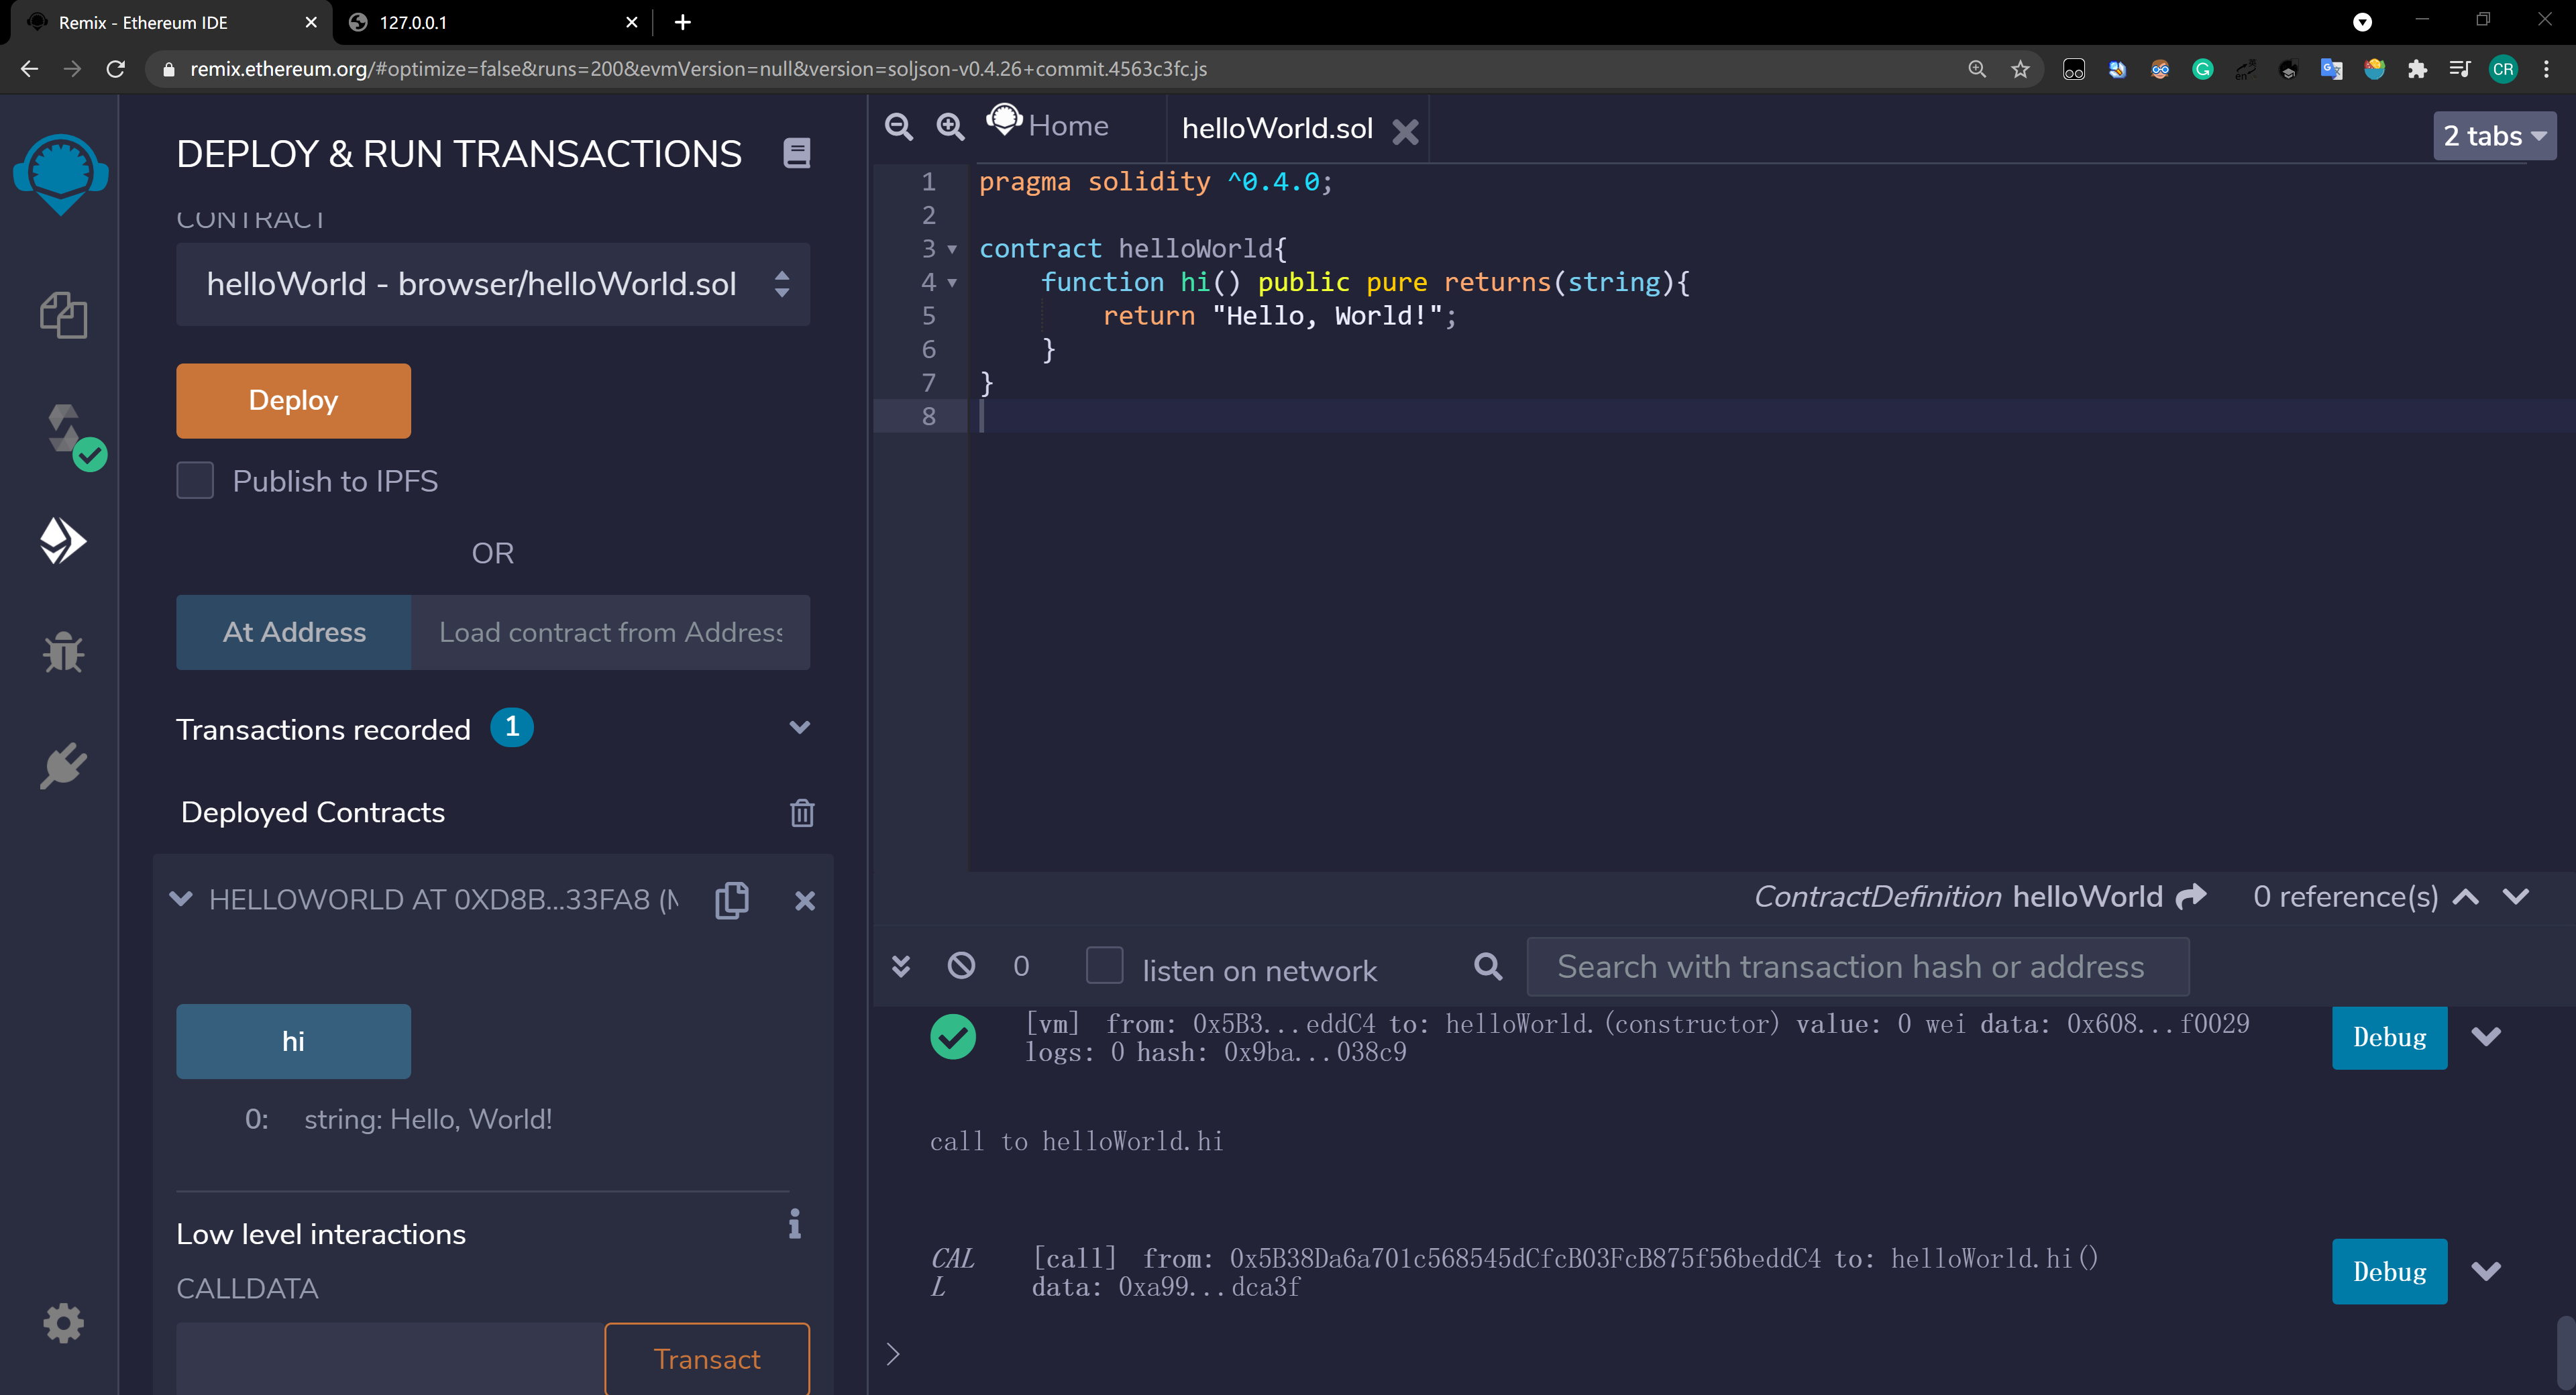 Remix - Ethereum IDE
127.0.0.1
remix.ethereum.org/#optimize=false&runs=200&evmVersion=null&version=soljson-v0.4.26+commit.4563c3fc.js
CR
DEPLOY & RUN TRANSACTIONS
CONTRACT
helloWorld - browser/helloWorld.sol
Deploy
Publish to IPFS
OR
At Address
Load contract from Address
Transactions recorded 1
Deployed Contracts
HELLOWORLD AT 0XD8B...33FA8 (M
hi
0: string: Hello, World!
Low level interactions
CALLDATA
Transact
Home
helloWorld.sol
2 tabs
1 pragma solidity ^0.4.0;
2
3 contract helloWorld{
4 function hi() public pure returns(string){
5 return "Hello, World!";
6 }
7 }
8
ContractDefinition helloWorld
0 reference(s)
0
listen on network
Search with transaction hash or address
[vm] from: 0x5B3...eddC4 to: helloWorld.(constructor) value: 0 wei data: 0x608...f0029
logs: 0 hash: 0x9ba...038c9
Debug
call to helloWorld.hi
CAL
L
[call] from: 0x5B38Da6a701c568545dCfcB03FcB875f56beddC4 to: helloWorld.hi()
data: 0xa99...dca3f
Debug
>